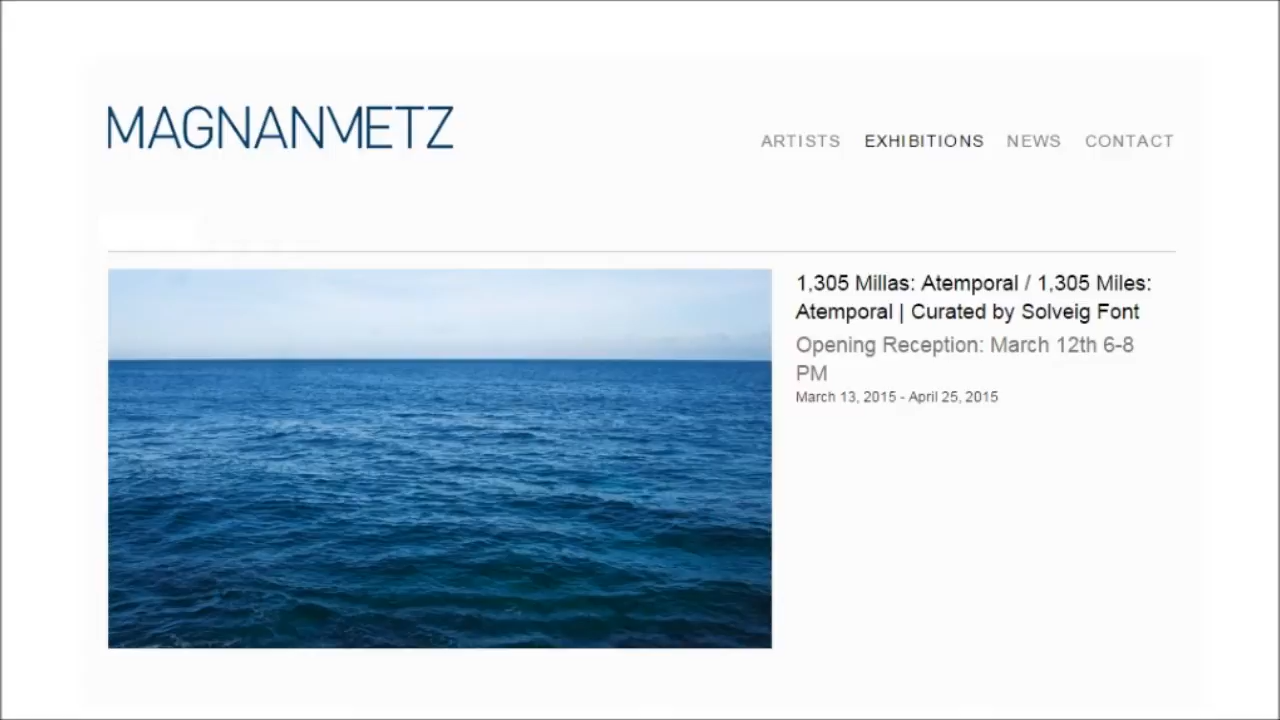 MAGNANMETZ
ARTISTS EXHIBITIONS NEWS CONTACT
1,305 Millas: Atemporal / 1,305 Miles:
Atemporal | Curated by Solveig Font
Opening Reception: March 12th 6-8
PM
March 13, 2015 - April 25, 2015